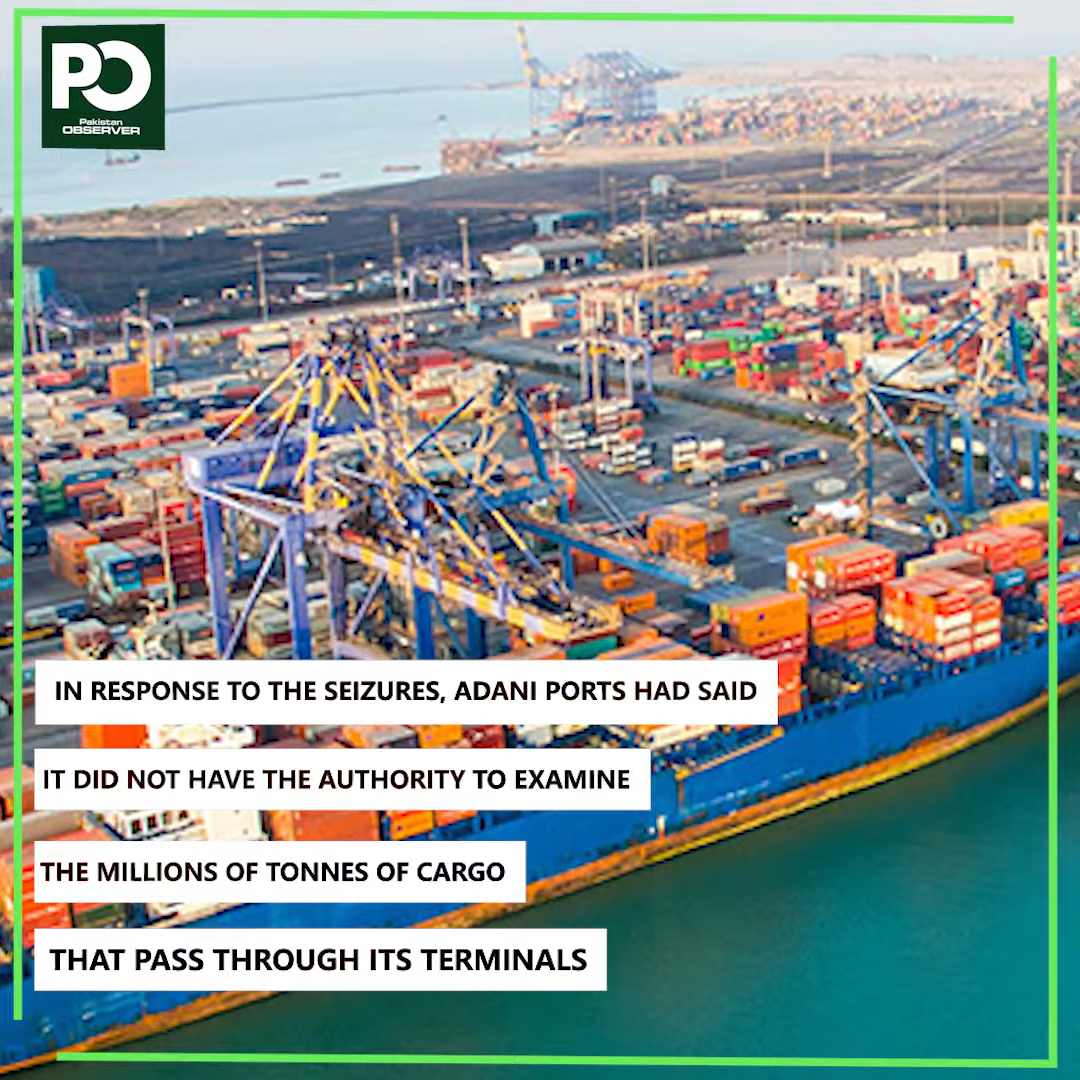 PO
Pakistan
OBSERVER
IN RESPONSE TO THE SEIZURES, ADANI PORTS HAD SAID
IT DID NOT HAVE THE AUTHORITY TO EXAMINE
THE MILLIONS OF TONNES OF CARGO
THAT PASS THROUGH ITS TERMINALS